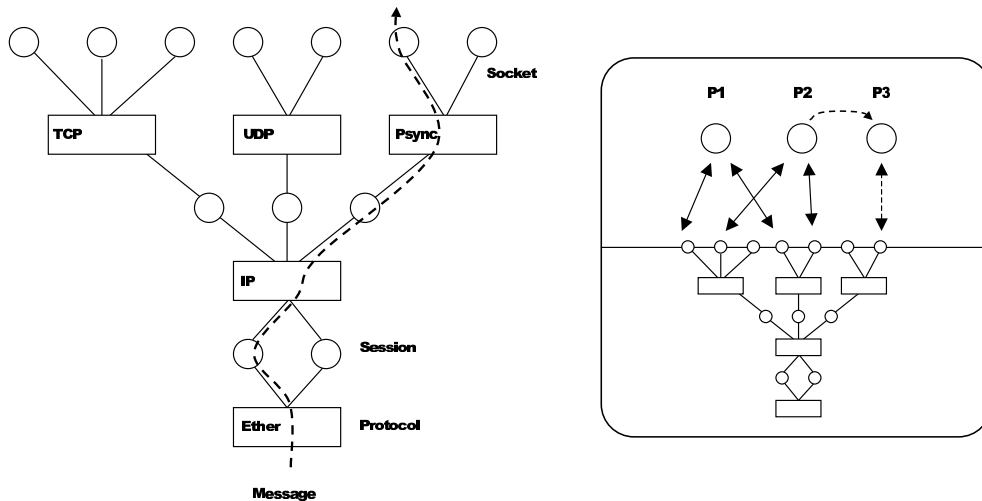 Socket
TCP
UDP
Psync
IP
Session
Ether
Protocol
Message
P1
P2
P3